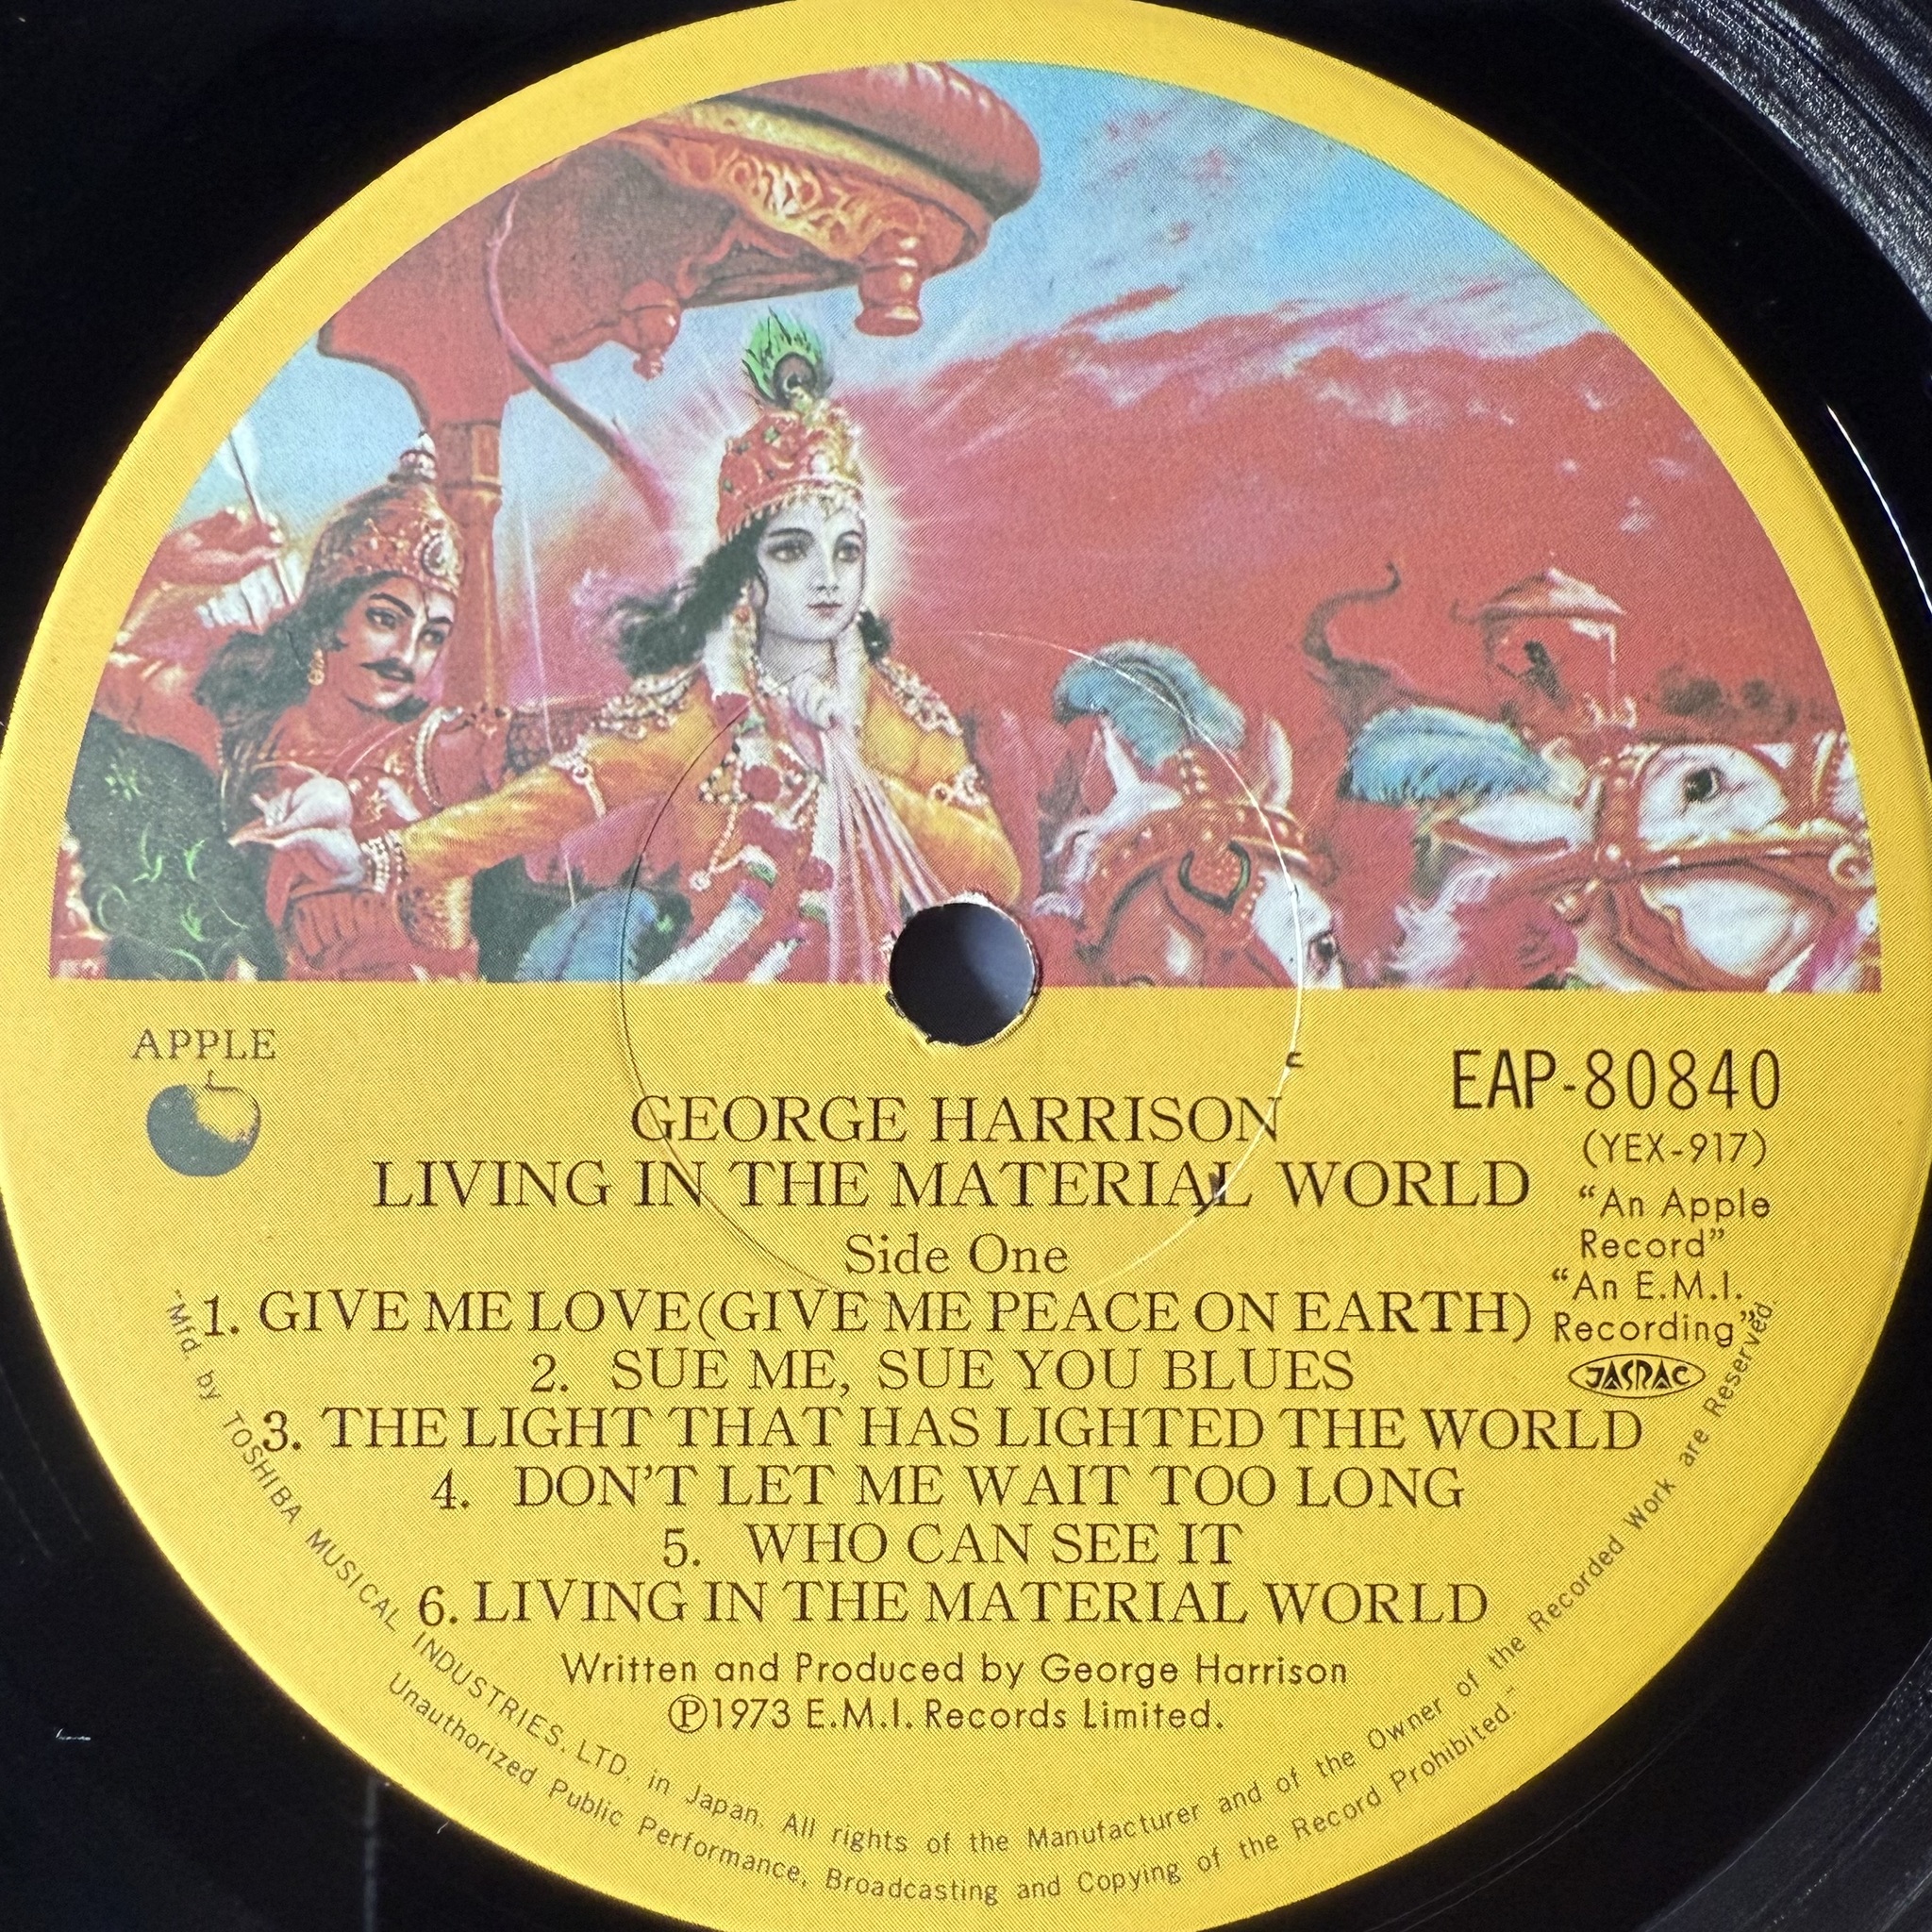 APPLE
EAP-80840
(YEX-917)
"An Apple
Record"
"An E.M.I.
Recording"
JASRAC
GEORGE HARRISON
LIVING IN THE MATERIAL WORLD
Side One
1. GIVE ME LOVE(GIVE ME PEACE ON EARTH)
2. SUE ME, SUE YOU BLUES
3. THE LIGHT THAT HAS LIGHTED THE WORLD
4. DON'T LET ME WAIT TOO LONG
5. WHO CAN SEE IT
6. LIVING IN THE MATERIAL WORLD
Written and Produced by George Harrison
Ⓟ1973 E.M.I. Records Limited.
"Mfd. by TOSHIBA MUSICAL INDUSTRIES. LTD. in Japan. All rights of the Manufacturer and of the Owner of the Recorded Work are Reserved.
Unauthorized Public Performance, Broadcasting and Copying of the Record Prohibited."